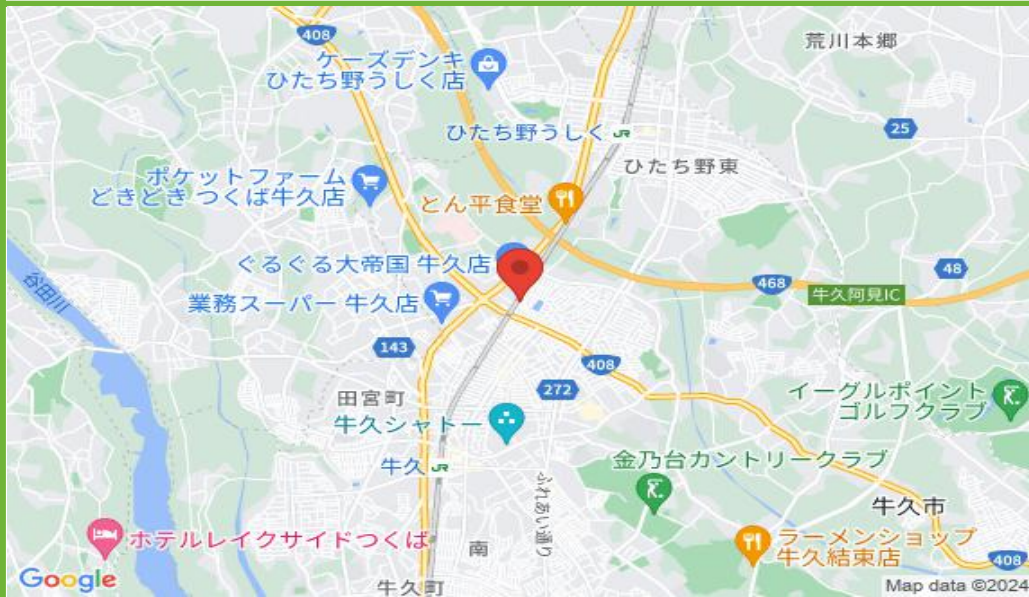 408
荒川本郷
ケーズデンキ
ひたち野うしく店
25
ひたち野うしく JR
ひたち野東
ポケットファーム
どきどき つくば牛久店
とん平食堂
ぐるぐる大帝国 牛久店
48
468
谷田川
業務スーパー 牛久店
牛久阿見IC
143
408
272
田宮町
イーグルポイント
ゴルフクラブ
牛久シャトー
牛久 JR
金乃台カントリークラブ
ふれあい通り
牛久市
ホテルレイクサイドつくば
南
ラーメンショップ
牛久結束店
408
Google
牛久町
Map data ©2024